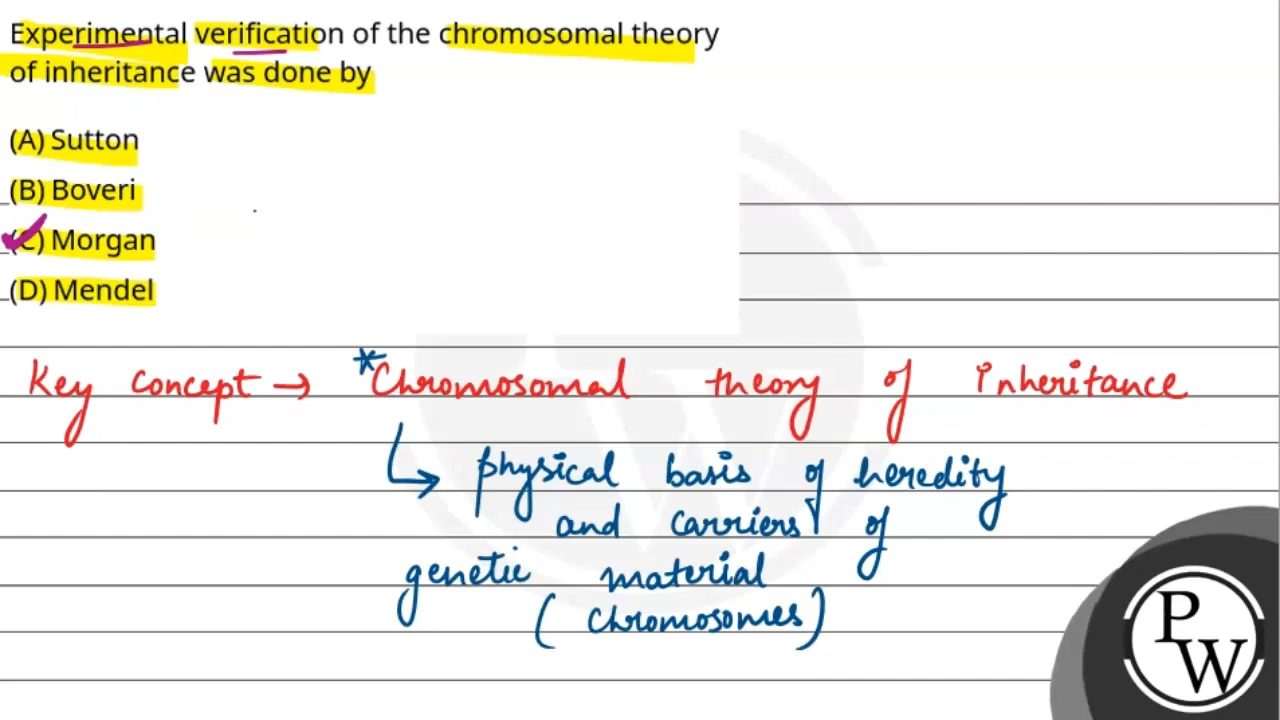 Experimental verification of the chromosomal theory
of inheritance was done by
(A) Sutton
(B) Boveri
(C) Morgan
(D) Mendel
Key concept → *Chromosomal theory of inheritance
physical basis of heredity
and carriers of
genetic material
(chromosomes)
P
W